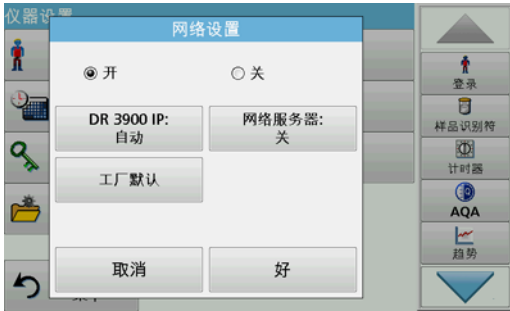 仪器设
网络设置
开
关
DR 3900 IP:
自动
网络服务器:
关
工厂默认
取消
好
登录
样品识别符
计时器
AQA
趋势